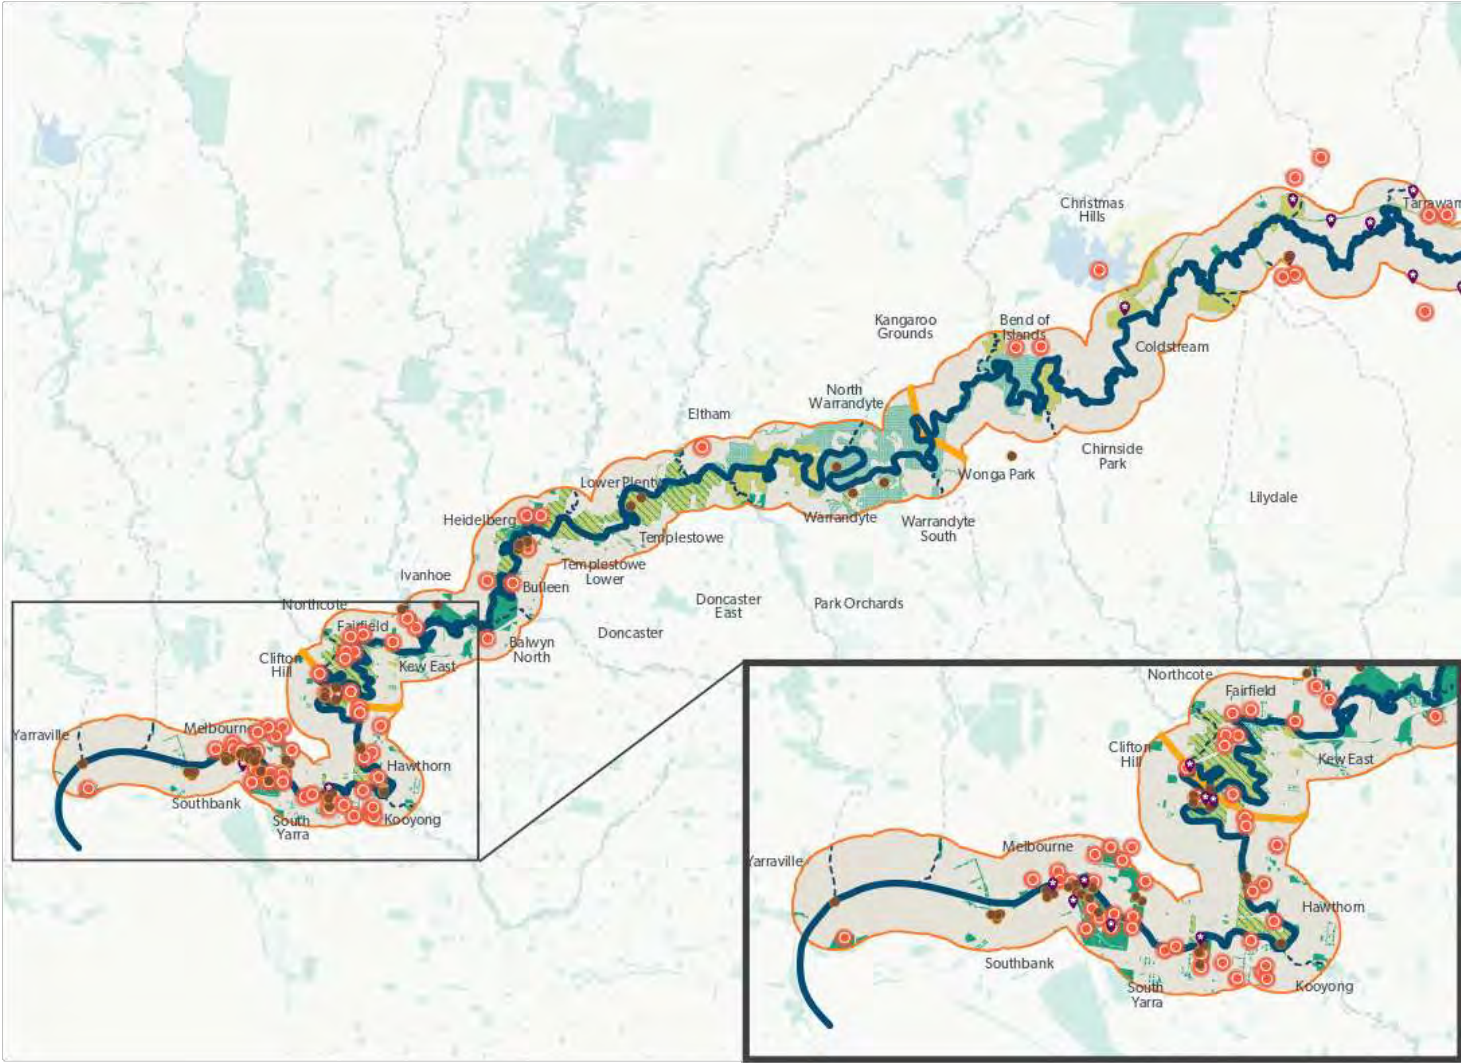 Christmas
Hills
Tarrawarr
Kangaroo
Grounds
Bend of
Islands
Coldstream
North
Warrandyte
Eltham
Chirnside
Park
Wonga Park
Lower Plenty
Lilydale
Heidelberg
Warrandyte
Warrandyte
South
Templestowe
Templestowe
Lower
Ivanhoe
Bulleen
Doncaster
East
Park Orchards
Northcote
Fairfield
Doncaster
Balwyn
North
Clifton
Hill
Kew East
Melbourne
Yarraville
Hawthorn
Southbank
South
Yarra
Kooyong
Northcote
Fairfield
Clifton
Hill
Kew East
Melbourne
Yarraville
Hawthorn
Southbank
South
Yarra
Kooyong